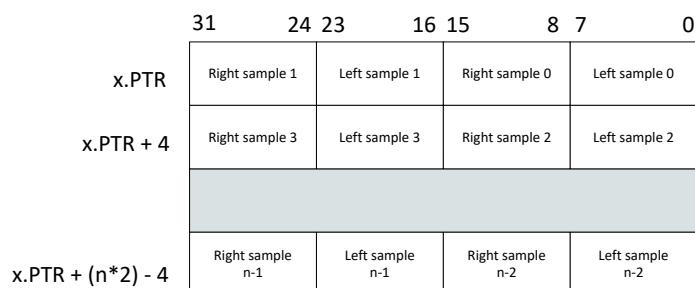 31 24 23 16 15 8 7 0
x.PTR Right sample 1 Left sample 1 Right sample 0 Left sample 0
x.PTR + 4 Right sample 3 Left sample 3 Right sample 2 Left sample 2
x.PTR + (n*2) - 4 Right sample Left sample Right sample Left sample
n-1 n-1 n-2 n-2